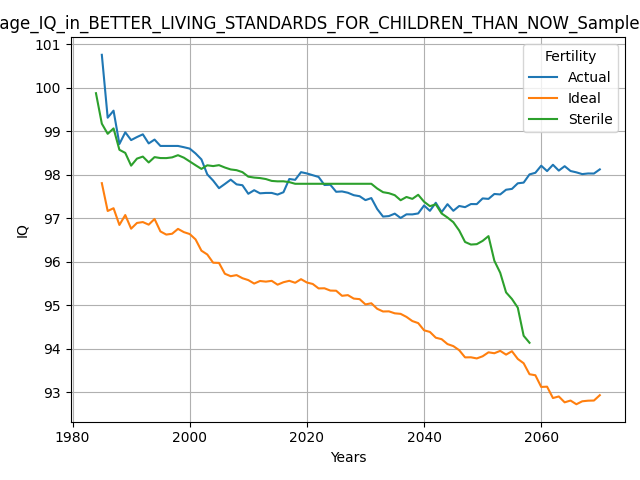 age_IQ_in_BETTER_LIVING_STANDARDS_FOR_CHILDREN_THAN_NOW_Sample
Fertility
Actual
Ideal
Sterile
101
100
99
98
97
96
95
94
93
IQ
1980
2000
2020
2040
2060
Years